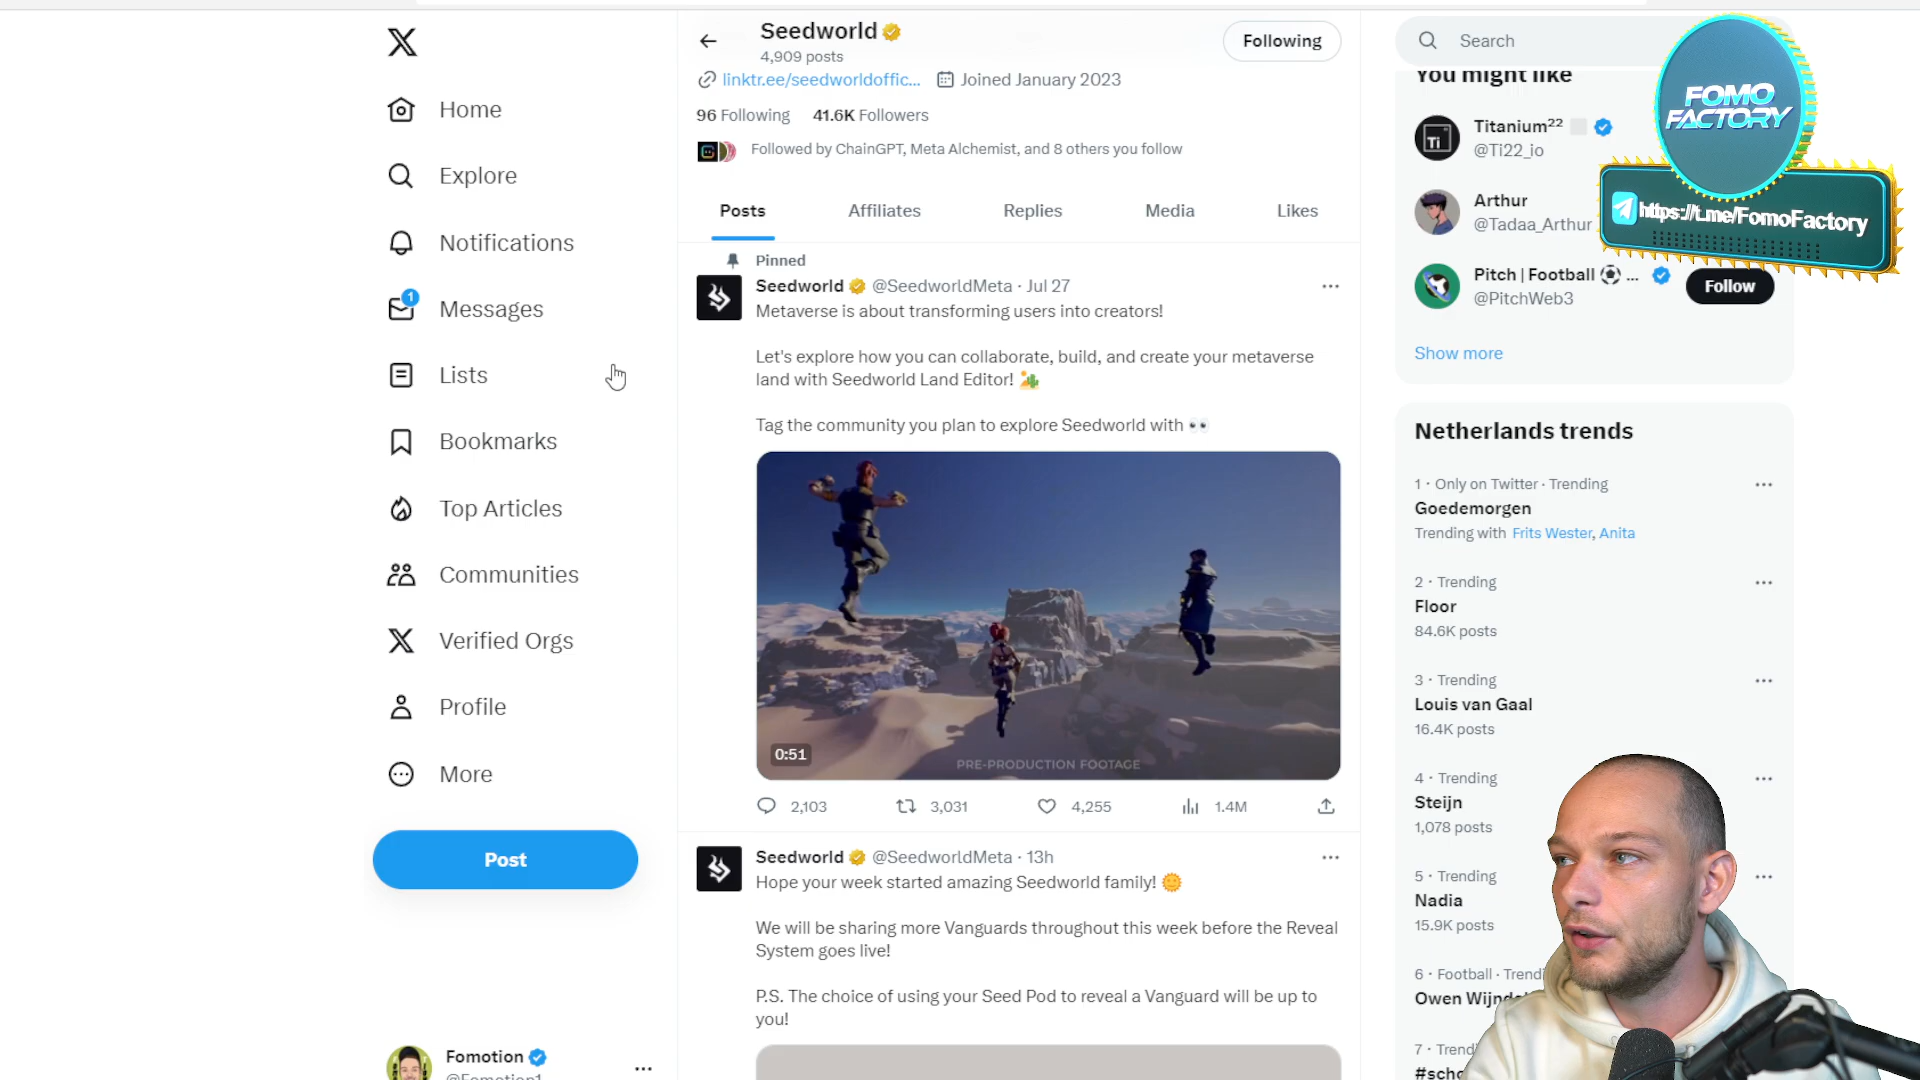 Home
Explore
Notifications
1
Messages
Lists
Bookmarks
Top Articles
Communities
Verified Orgs
Profile
More
Post
Fomotion
@Fomotion1
Seedworld
4,909 posts
Following
linktr.ee/seedworldoffic...
Joined January 2023
96 Following 41.6K Followers
Followed by ChainGPT, Meta Alchemist, and 8 others you follow
Posts Affiliates Replies Media Likes
Pinned
Seedworld @SeedworldMeta · Jul 27
Metaverse is about transforming users into creators!
Let's explore how you can collaborate, build, and create your metaverse
land with Seedworld Land Editor! 🏜️
Tag the community you plan to explore Seedworld with 👀
0:51
PRE-PRODUCTION FOOTAGE
2,103 3,031 4,255 1.4M
Seedworld @SeedworldMeta · 13h
Hope your week started amazing Seedworld family! 🌞
We will be sharing more Vanguards throughout this week before the Reveal
System goes live!
P.S. The choice of using your Seed Pod to reveal a Vanguard will be up to
you!
Search
You might like
Titanium²²
@Ti22_io
Arthur
@Tadaa_Arthur
Pitch | Football ⚽ ...
@PitchWeb3
Follow
Show more
FOMO
FACTORY
https://t.me/FomoFactory
Netherlands trends
1 · Only on Twitter · Trending
Goedemorgen
Trending with Frits Wester, Anita
2 · Trending
Floor
84.6K posts
3 · Trending
Louis van Gaal
16.4K posts
4 · Trending
Steijn
1,078 posts
5 · Trending
Nadia
15.9K posts
6 · Football ·
Owen
7 ·